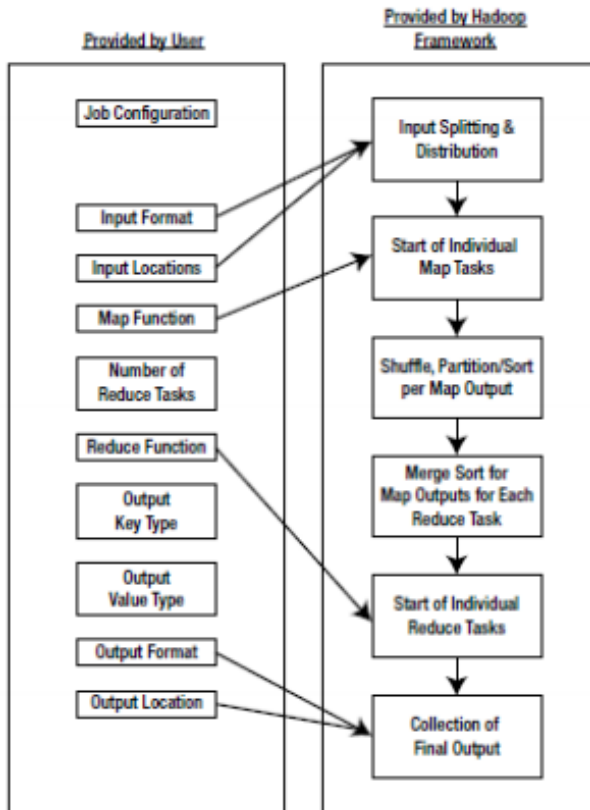 Provided by User
Job Configuration
Input Format
Input Locations
Map Function
Number of
Reduce Tasks
Reduce Function
Output
Key Type
Output
Value Type
Output Format
Output Location
Provided by Hadoop
Framework
Input Splitting &
Distribution
Start of Individual
Map Tasks
Shuffle, Partition/Sort
per Map Output
Merge Sort for
Map Outputs for Each
Reduce Task
Start of Individual
Reduce Tasks
Collection of
Final Output